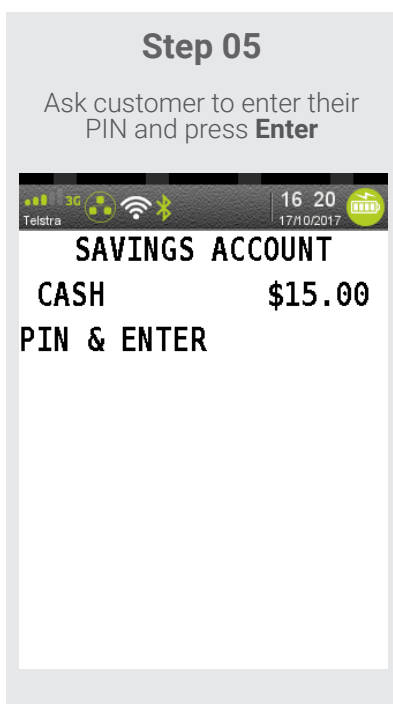 Step 05
Ask customer to enter their
PIN and press Enter
3G
16 20
Telstra
17/10/2017
SAVINGS ACCOUNT
CASH $15.00
PIN & ENTER